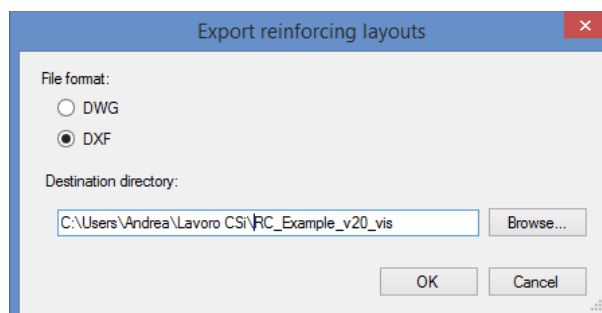 Export reinforcing layouts
File format:
DWG
DXF
Destination directory:
C:\Users\Andrea\Lavoro CSi\RC_Example_v20_vis
Browse...
OK
Cancel